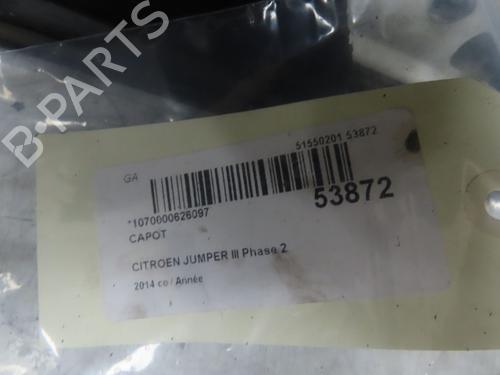 B-PARTS
GA
51550201 53872
*1070000626097
53872
CAPOT
CITROEN JUMPER III Phase 2
2014 co / Année